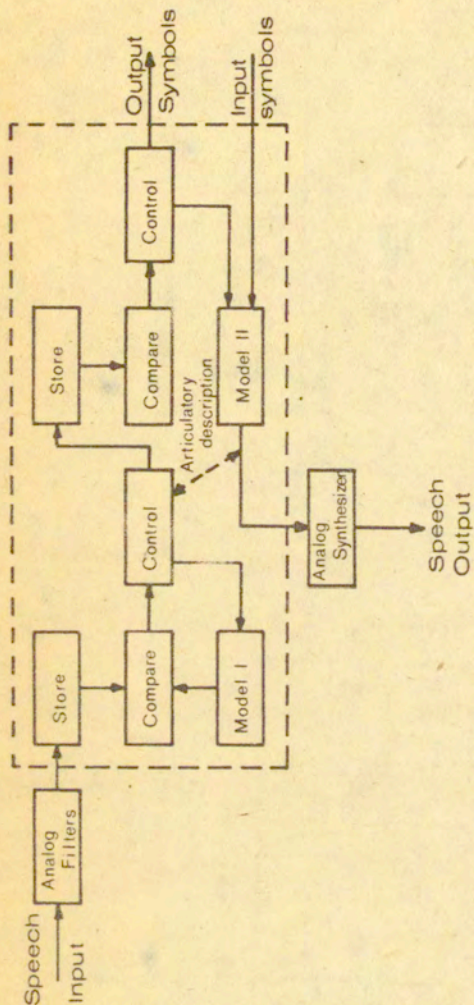 Speech
Input
Analog
Filters
Store
Compare
Model I
Control
Articulatory
description
Store
Compare
Model II
Control
Output
Symbols
Input
symbols
Analog
Synthesizer
Speech
Output